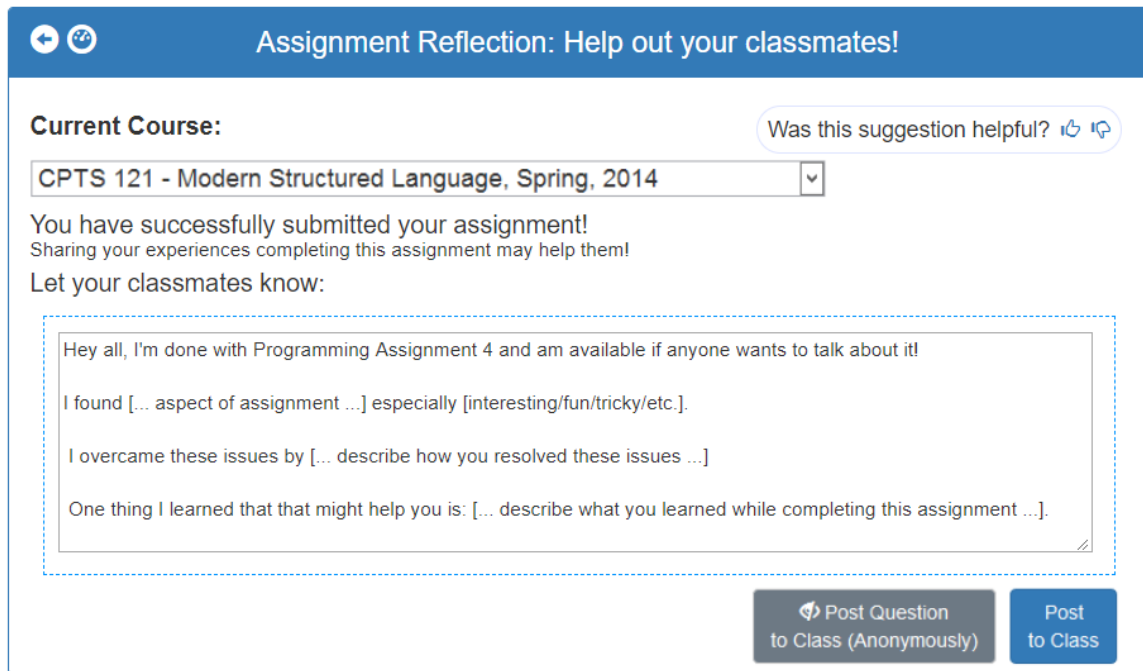 Assignment Reflection: Help out your classmates!
Current Course:
Was this suggestion helpful?
CPTS 121 - Modern Structured Language, Spring, 2014
You have successfully submitted your assignment!
Sharing your experiences completing this assignment may help them!
Let your classmates know:
Hey all, I'm done with Programming Assignment 4 and am available if anyone wants to talk about it!
I found [... aspect of assignment ...] especially [interesting/fun/tricky/etc.].
I overcame these issues by [... describe how you resolved these issues ...]
One thing I learned that that might help you is: [... describe what you learned while completing this assignment ...].
Post Question
to Class (Anonymously)
Post
to Class